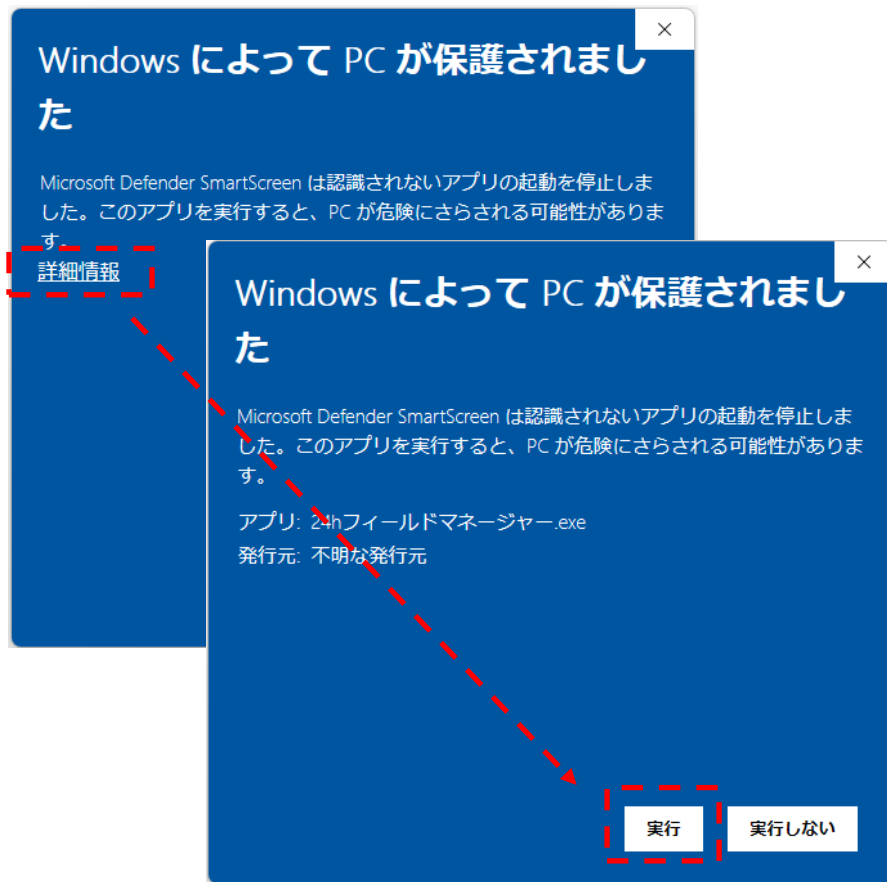 Windows によって PC が保護されまし
た
Microsoft Defender SmartScreen は認識されないアプリの起動を停止しま
した。このアプリを実行すると、PC が危険にさらされる可能性がありま
す。
詳細情報
Windows によって PC が保護されまし
た
Microsoft Defender SmartScreen は認識されないアプリの起動を停止しま
した。このアプリを実行すると、PC が危険にさらされる可能性がありま
す。
アプリ: 24hフィールドマネージャー.exe
発行元: 不明な発行元
実行 実行しない